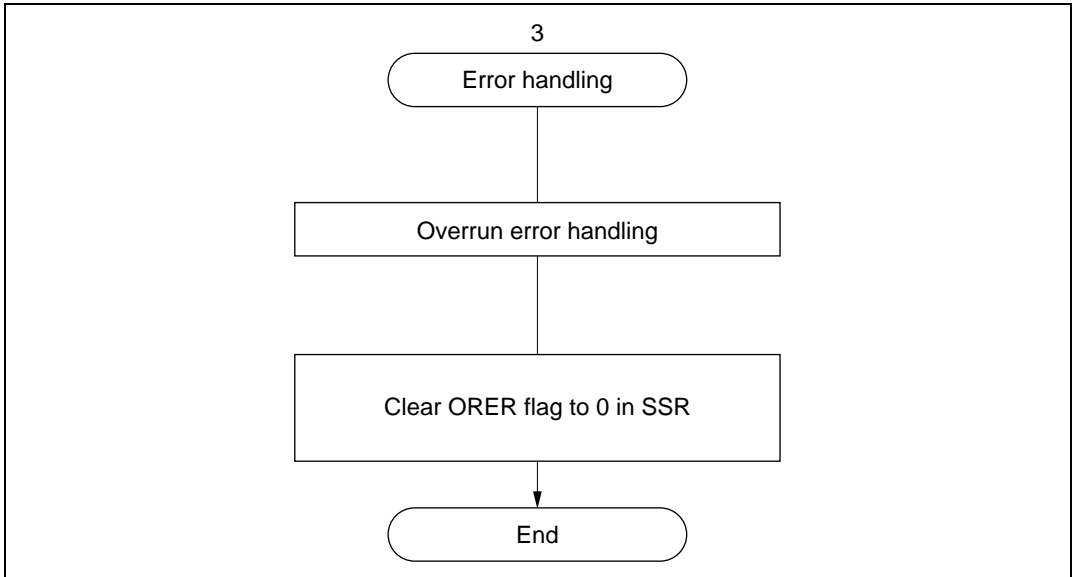 3
Error handling
Overrun error handling
Clear ORER flag to 0 in SSR
End